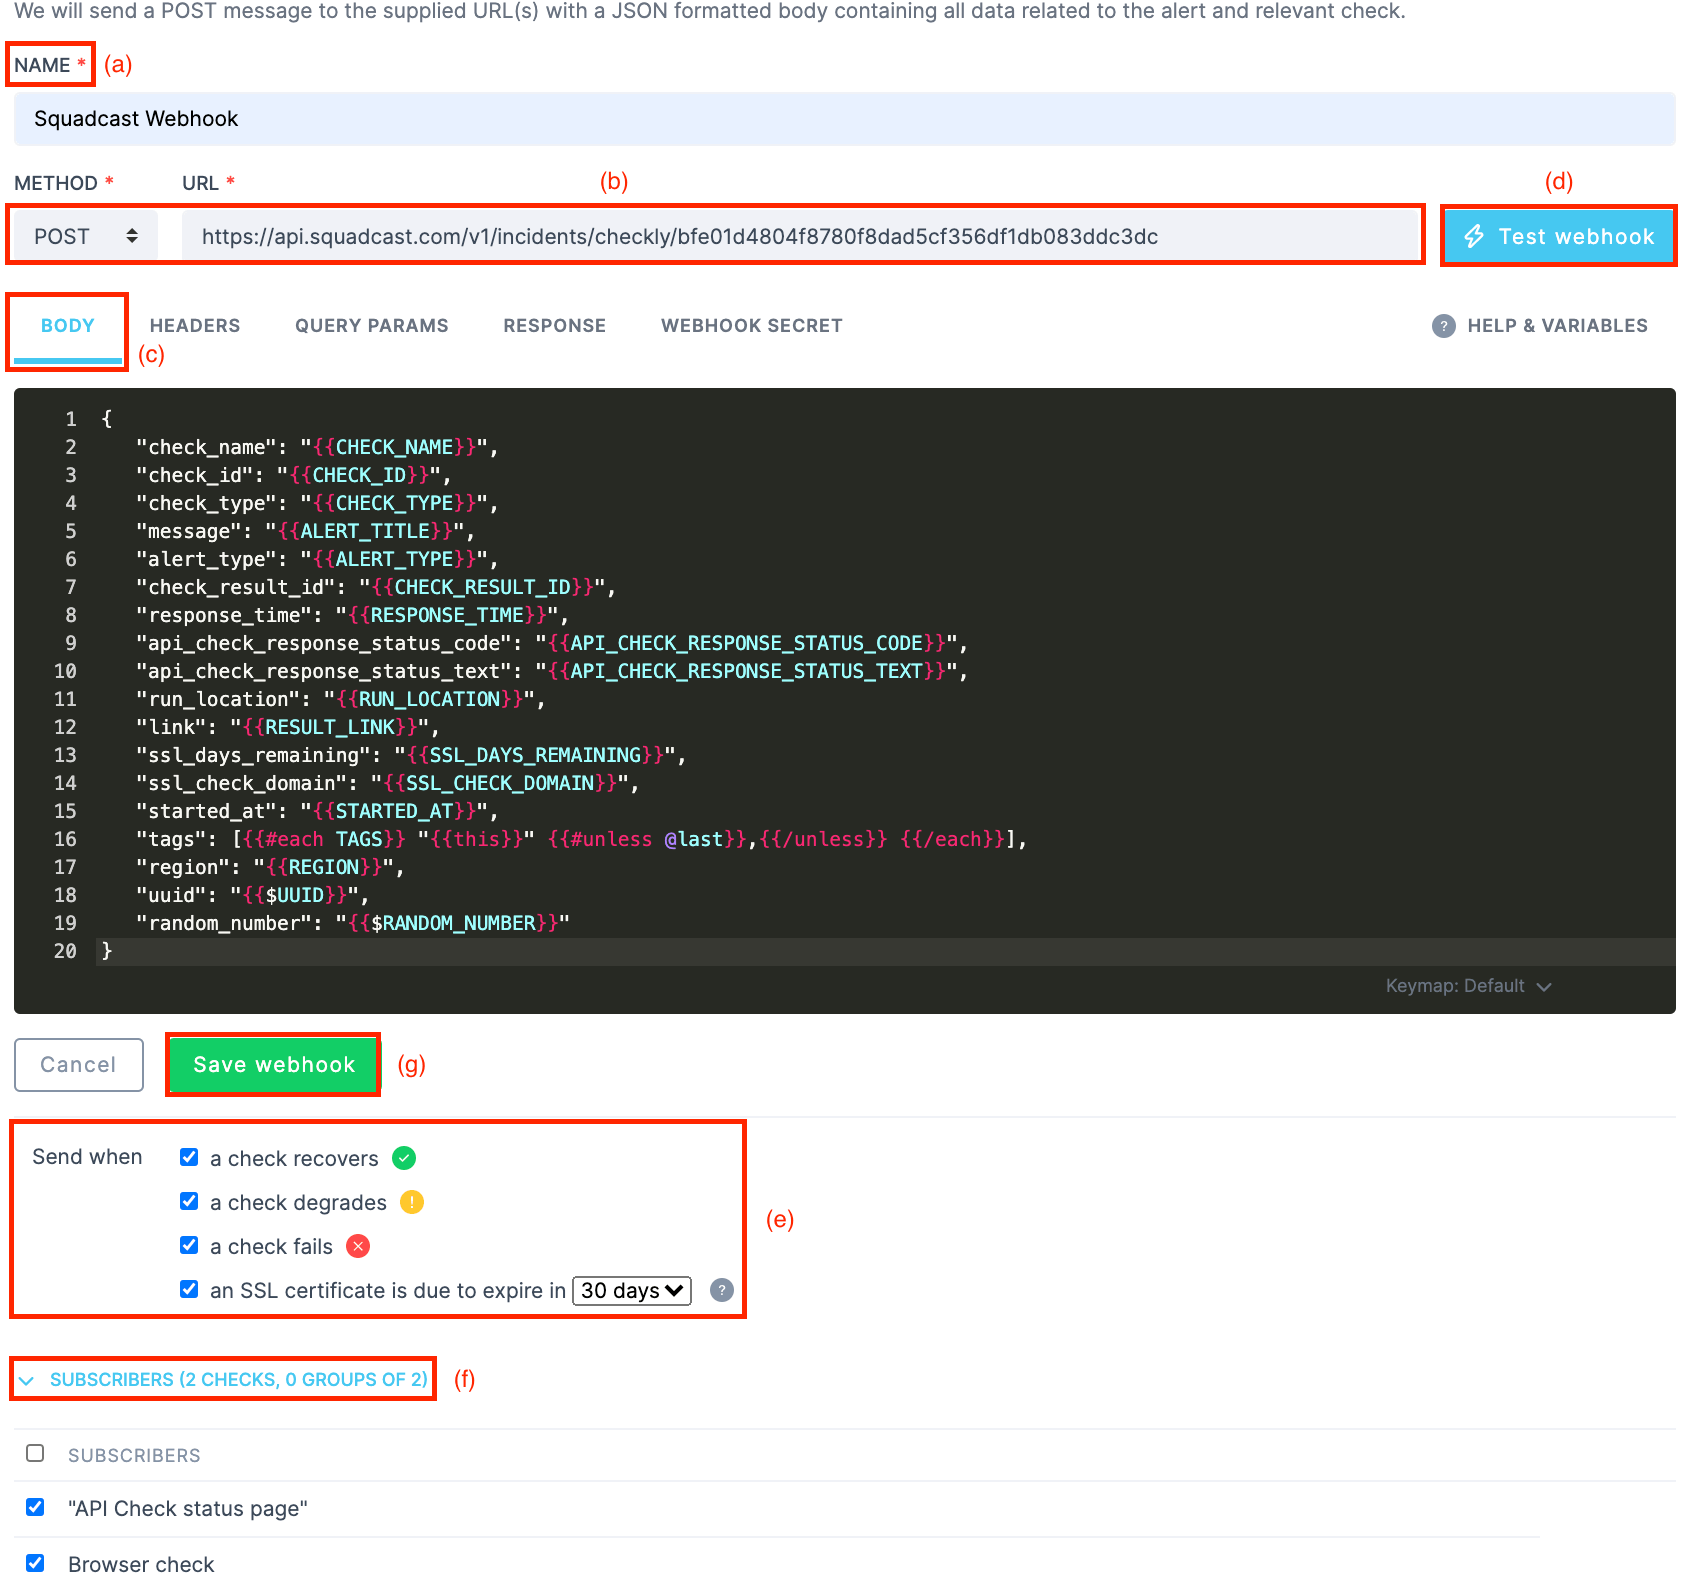 We will send a POST message to the supplied URL(s) with a JSON formatted body containing all data related to the alert and relevant check.
NAME * (a)
Squadcast Webhook
METHOD * URL * (b) (d)
POST https://api.squadcast.com/v1/incidents/checkly/bfe01d4804f8780f8dad5cf356df1db083ddc3dc Test webhook
BODY HEADERS QUERY PARAMS RESPONSE WEBHOOK SECRET ? HELP & VARIABLES
(c)
1 {
2 "check_name": "{{CHECK_NAME}}",
3 "check_id": "{{CHECK_ID}}",
4 "check_type": "{{CHECK_TYPE}}",
5 "message": "{{ALERT_TITLE}}",
6 "alert_type": "{{ALERT_TYPE}}",
7 "check_result_id": "{{CHECK_RESULT_ID}}",
8 "response_time": "{{RESPONSE_TIME}}",
9 "api_check_response_status_code": "{{API_CHECK_RESPONSE_STATUS_CODE}}",
10 "api_check_response_status_text": "{{API_CHECK_RESPONSE_STATUS_TEXT}}",
11 "run_location": "{{RUN_LOCATION}}",
12 "link": "{{RESULT_LINK}}",
13 "ssl_days_remaining": "{{SSL_DAYS_REMAINING}}",
14 "ssl_check_domain": "{{SSL_CHECK_DOMAIN}}",
15 "started_at": "{{STARTED_AT}}",
16 "tags": [{{#each TAGS}} "{{this}}" {{#unless @last}},{{/unless}} {{/each}}],
17 "region": "{{REGION}}",
18 "uuid": "{{$UUID}}",
19 "random_number": "{{$RANDOM_NUMBER}}"
20 }
Keymap: Default
Cancel Save webhook (g)
Send when a check recovers
a check degrades !
(e)
a check fails
an SSL certificate is due to expire in 30 days ?
SUBSCRIBERS (2 CHECKS, 0 GROUPS OF 2) (f)
SUBSCRIBERS
"API Check status page"
Browser check